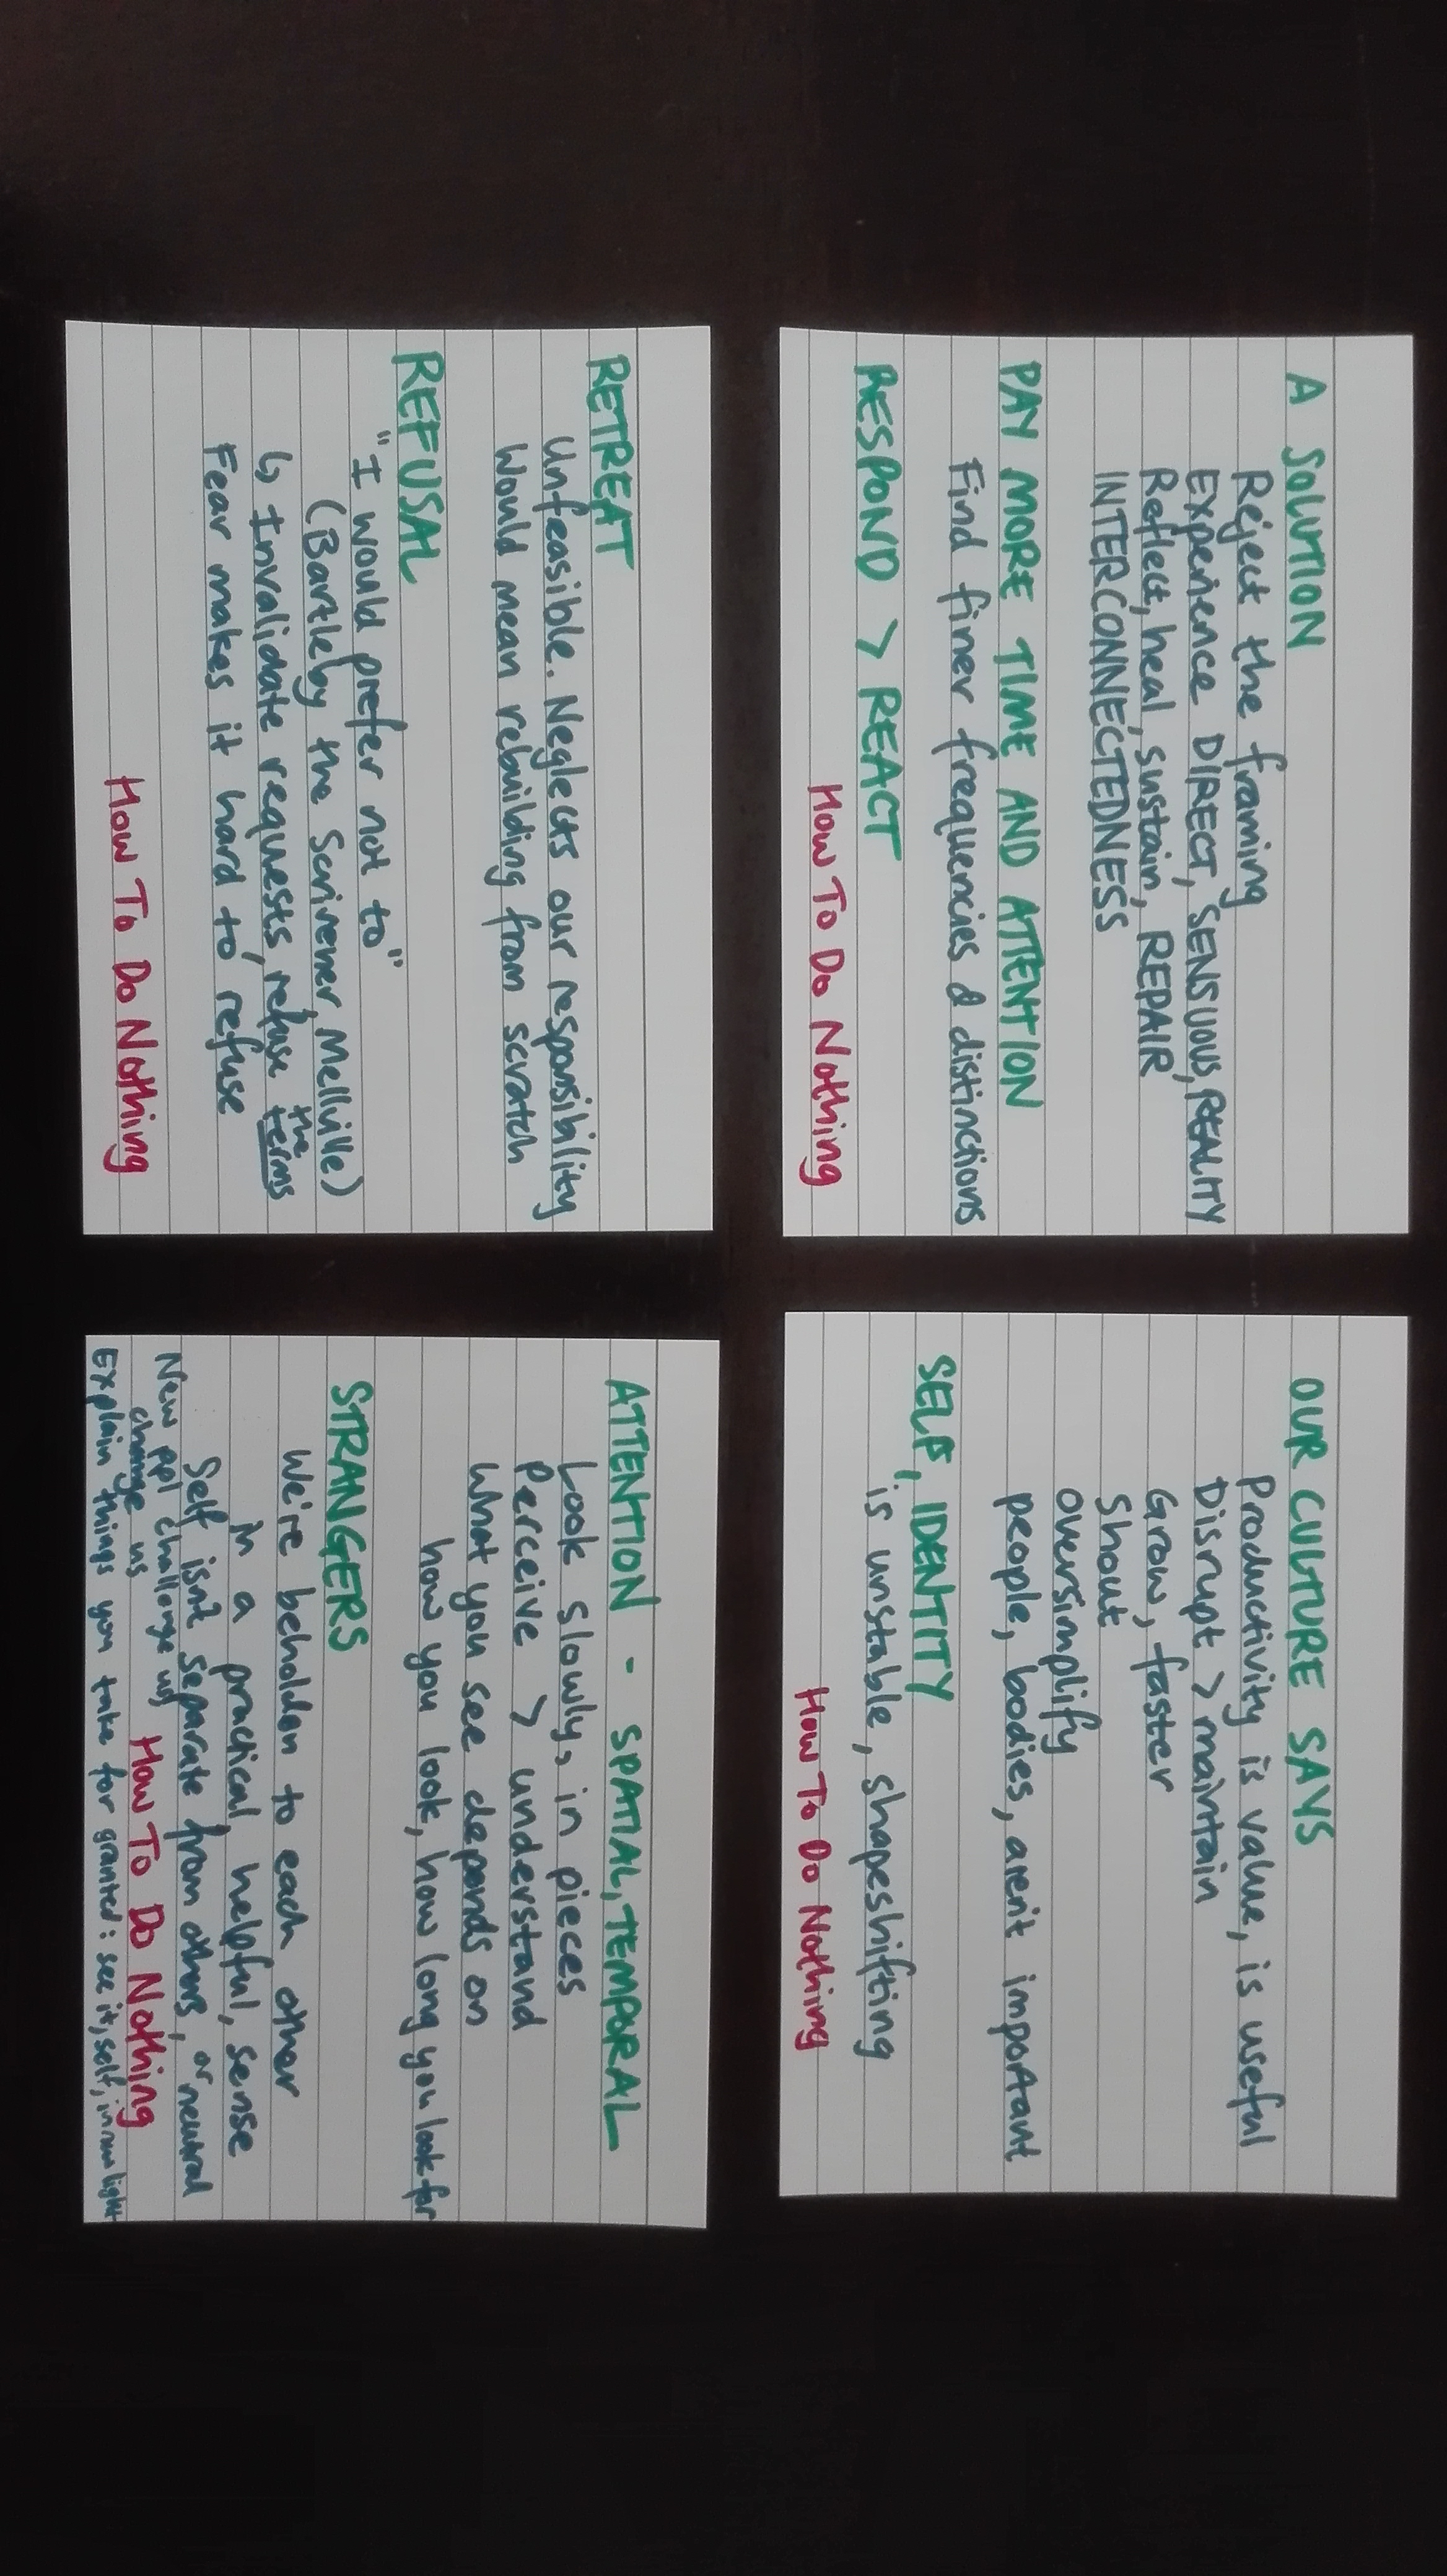 A SOLUTION
Reject the framing
Experience DIRECT, SENSUOUS, REALITY
Reflect, heal, sustain, REPAIR
INTERCONNECTEDNESS
PAY MORE TIME AND ATTENTION
Find finer frequencies & distinctions
RESPOND > REACT
How To Do Nothing
OUR CULTURE SAYS
Productivity is value, is useful
Disrupt > maintain
Grow, faster
Shout
Oversimplify
people, bodies, aren't important
SELF, IDENTITY
is unstable, shapeshifting
How To Do Nothing
RETREAT
Unfeasible. Neglects our responsibility
Would mean rebuilding from scratch
REFUSAL
"I would prefer not to"
(Bartleby the Scrivener, Mellville)
↳ Invalidate requests, refuse the terms
Fear makes it hard to refuse
How To Do Nothing
ATTENTION - SPATIAL, TEMPORAL
Look slowly, in pieces
Perceive > understand
What you see depends on
how you look, how long you look for
STRANGERS
We're beholden to each other
in a practical, helpful, sense
Self isn't separate from others, or neutral
New ppl challenge us,
change us
How To Do Nothing
Explain things you take for granted: see it, self, in new light